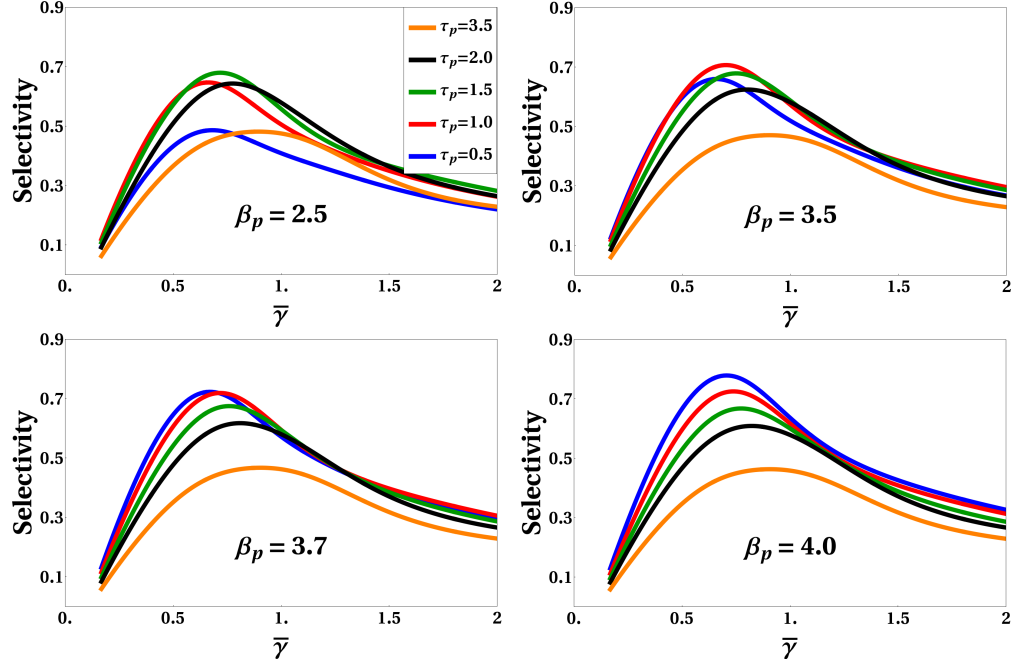 0.9
0.7
0.5
0.3
0.1
Selectivity
τp=3.5
τp=2.0
τp=1.5
τp=1.0
τp=0.5
βp = 2.5
0. 0.5 1. 1.5 2
γ̅
0.9
0.7
0.5
0.3
0.1
Selectivity
βp = 3.5
0. 0.5 1. 1.5 2
γ̅
0.9
0.7
0.5
0.3
0.1
Selectivity
βp = 3.7
0. 0.5 1. 1.5 2
γ̅
0.9
0.7
0.5
0.3
0.1
Selectivity
βp = 4.0
0. 0.5 1. 1.5 2
γ̅